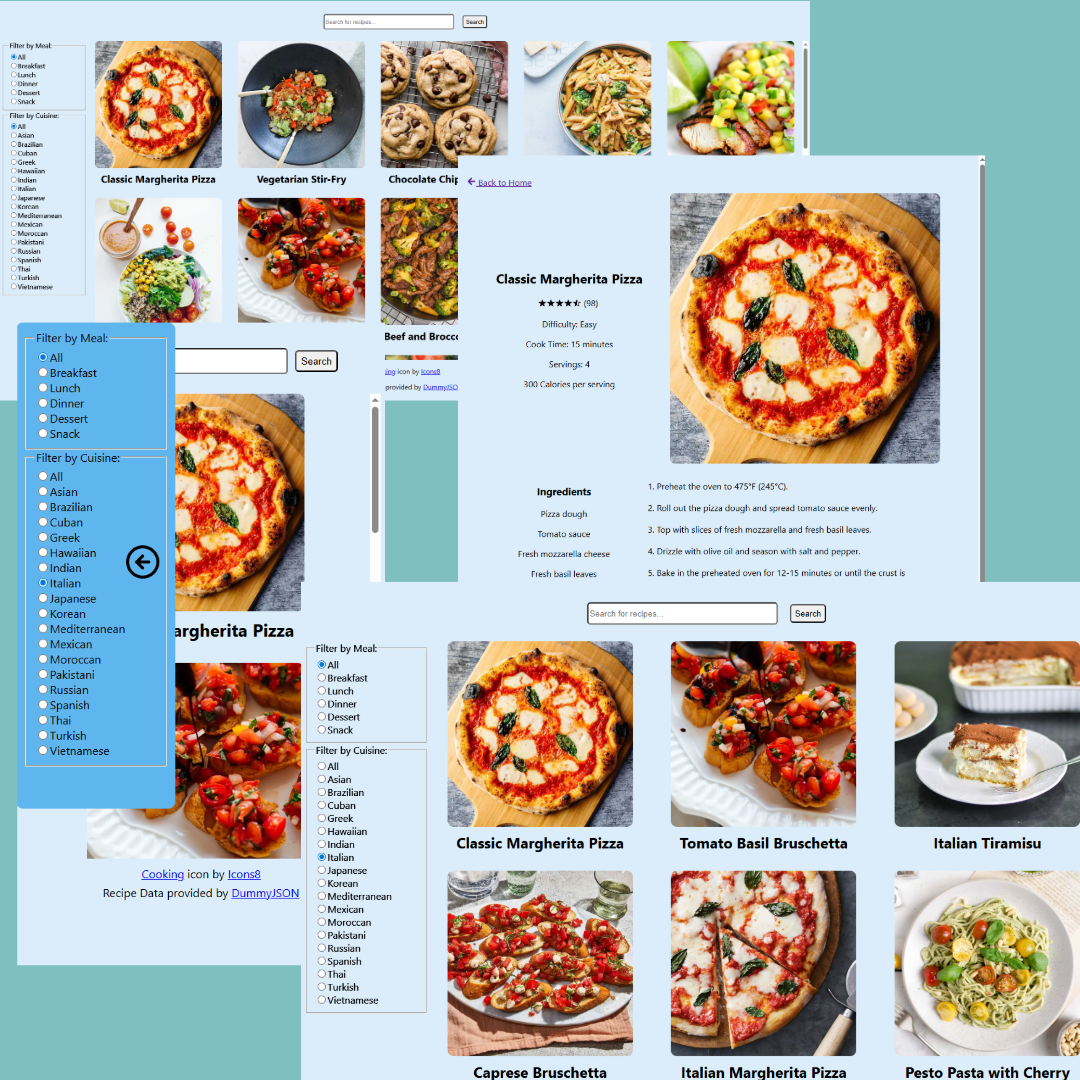 Search for recipes...
Search
Filter by Meal:
All
Breakfast
Lunch
Dinner
Dessert
Snack
Filter by Cuisine:
All
Asian
Brazilian
Cuban
Greek
Hawaiian
Indian
Italian
Japanese
Korean
Mediterranean
Mexican
Moroccan
Pakistani
Russian
Spanish
Thai
Turkish
Vietnamese
Classic Margherita Pizza
Vegetarian Stir-Fry
Chocolate Chip
Beef and Brocc
ing icon by Icons8
provided by DummyJSO
Back to Home
Classic Margherita Pizza
(98)
Difficulty: Easy
Cook Time: 15 minutes
Servings: 4
300 Calories per serving
Ingredients
Pizza dough
Tomato sauce
Fresh mozzarella cheese
Fresh basil leaves
1. Preheat the oven to 475°F (245°C).
2. Roll out the pizza dough and spread tomato sauce evenly.
3. Top with slices of fresh mozzarella and fresh basil leaves.
4. Drizzle with olive oil and season with salt and pepper.
5. Bake in the preheated oven for 12-15 minutes or until the crust is
Filter by Meal:
All
Breakfast
Lunch
Dinner
Dessert
Snack
Filter by Cuisine:
All
Asian
Brazilian
Cuban
Greek
Hawaiian
Indian
Italian
Japanese
Korean
Mediterranean
Mexican
Moroccan
Pakistani
Russian
Spanish
Thai
Turkish
Vietnamese
Search
argherita Pizza
Cooking icon by Icons8
Recipe Data provided by DummyJSON
Search for recipes...
Search
Filter by Meal:
All
Breakfast
Lunch
Dinner
Dessert
Snack
Filter by Cuisine:
All
Asian
Brazilian
Cuban
Greek
Hawaiian
Indian
Italian
Japanese
Korean
Mediterranean
Mexican
Moroccan
Pakistani
Russian
Spanish
Thai
Turkish
Vietnamese
Classic Margherita Pizza
Tomato Basil Bruschetta
Italian Tiramisu
Caprese Bruschetta
Italian Margherita Pizza
Pesto Pasta with Cherry